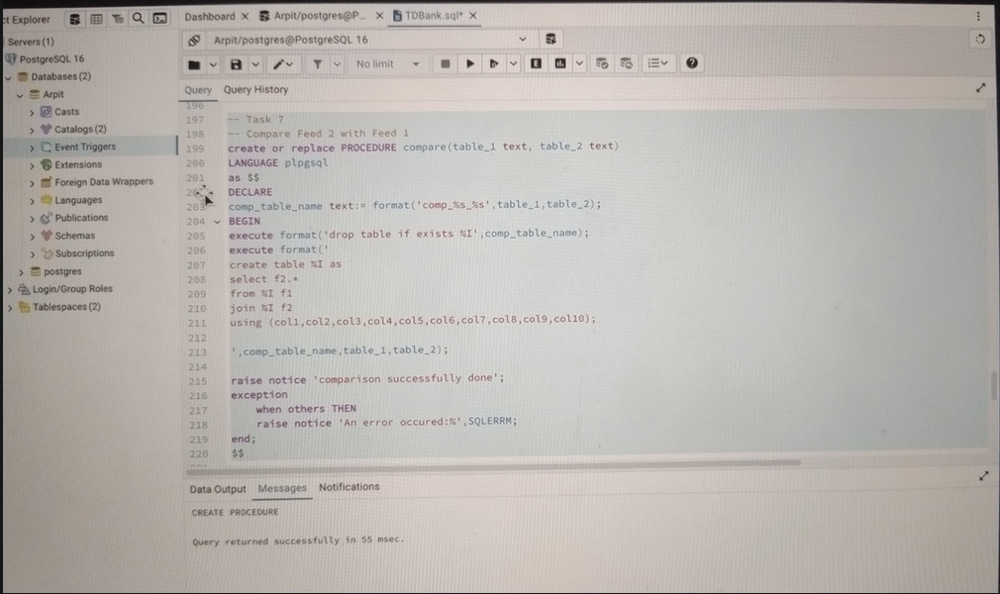 ct Explorer
Dashboard
Arpit/postgres@P...
TDBank.sql*
Servers (1)
PostgreSQL 16
Databases (2)
Arpit
Casts
Catalogs (2)
Event Triggers
Extensions
Foreign Data Wrappers
Languages
Publications
Schemas
Subscriptions
postgres
Login/Group Roles
Tablespaces (2)
Arpit/postgres@PostgreSQL 16
No limit
Query
Query History
196
197 -- Task 7
198 -- Compare Feed 2 with Feed 1
199 create or replace PROCEDURE compare(table_1 text, table_2 text)
200 LANGUAGE plpgsql
201 as $$
DECLARE
203 comp_table_name text:= format('comp_%s_%s',table_1,table_2);
204 BEGIN
205 execute format('drop table if exists %I',comp_table_name);
206 execute format('
207 create table %I as
208 select f2.*
209 from %I f1
210 join %I f2
211 using (col1,col2,col3,col4,col5,col6,col7,col8,col9,col10);
212
213 ',comp_table_name,table_1,table_2);
214
215 raise notice 'comparison successfully done';
216 exception
217 when others THEN
218 raise notice 'An error occured:%',SQLERRM;
219 end;
220 $$
Data Output
Messages
Notifications
CREATE PROCEDURE
Query returned successfully in 55 msec.